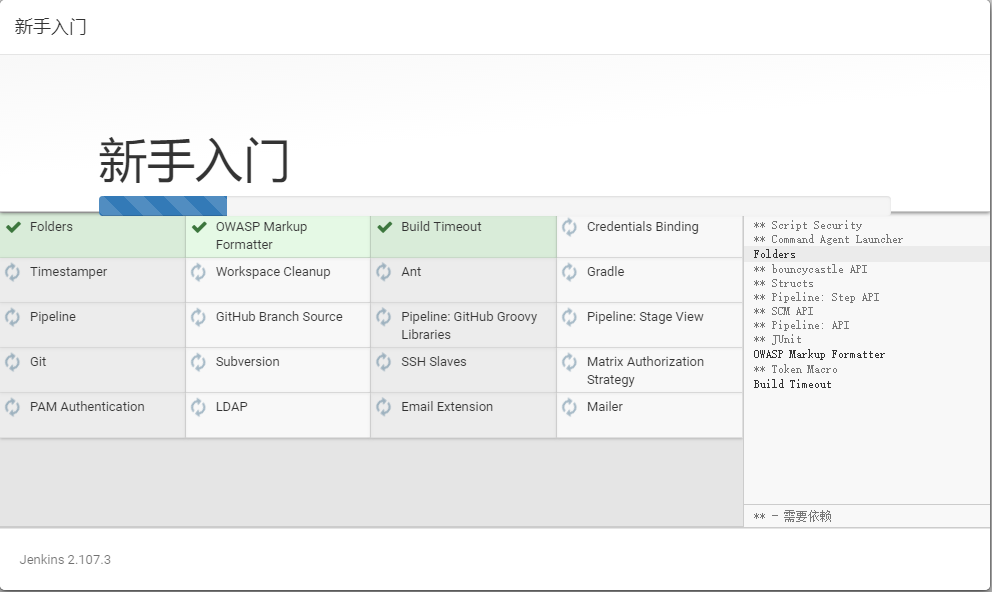 新手入门
新手入门
Folders
OWASP Markup
Formatter
Build Timeout
Credentials Binding
Timestamper
Workspace Cleanup
Ant
Gradle
Pipeline
GitHub Branch Source
Pipeline: GitHub Groovy
Libraries
Pipeline: Stage View
Git
Subversion
SSH Slaves
Matrix Authorization
Strategy
PAM Authentication
LDAP
Email Extension
Mailer
** Script Security
** Command Agent Launcher
Folders
** bouncycastle API
** Structs
** Pipeline: Step API
** SCM API
** Pipeline: API
** JUnit
OWASP Markup Formatter
** Token Macro
Build Timeout
** - 需要依赖
Jenkins 2.107.3